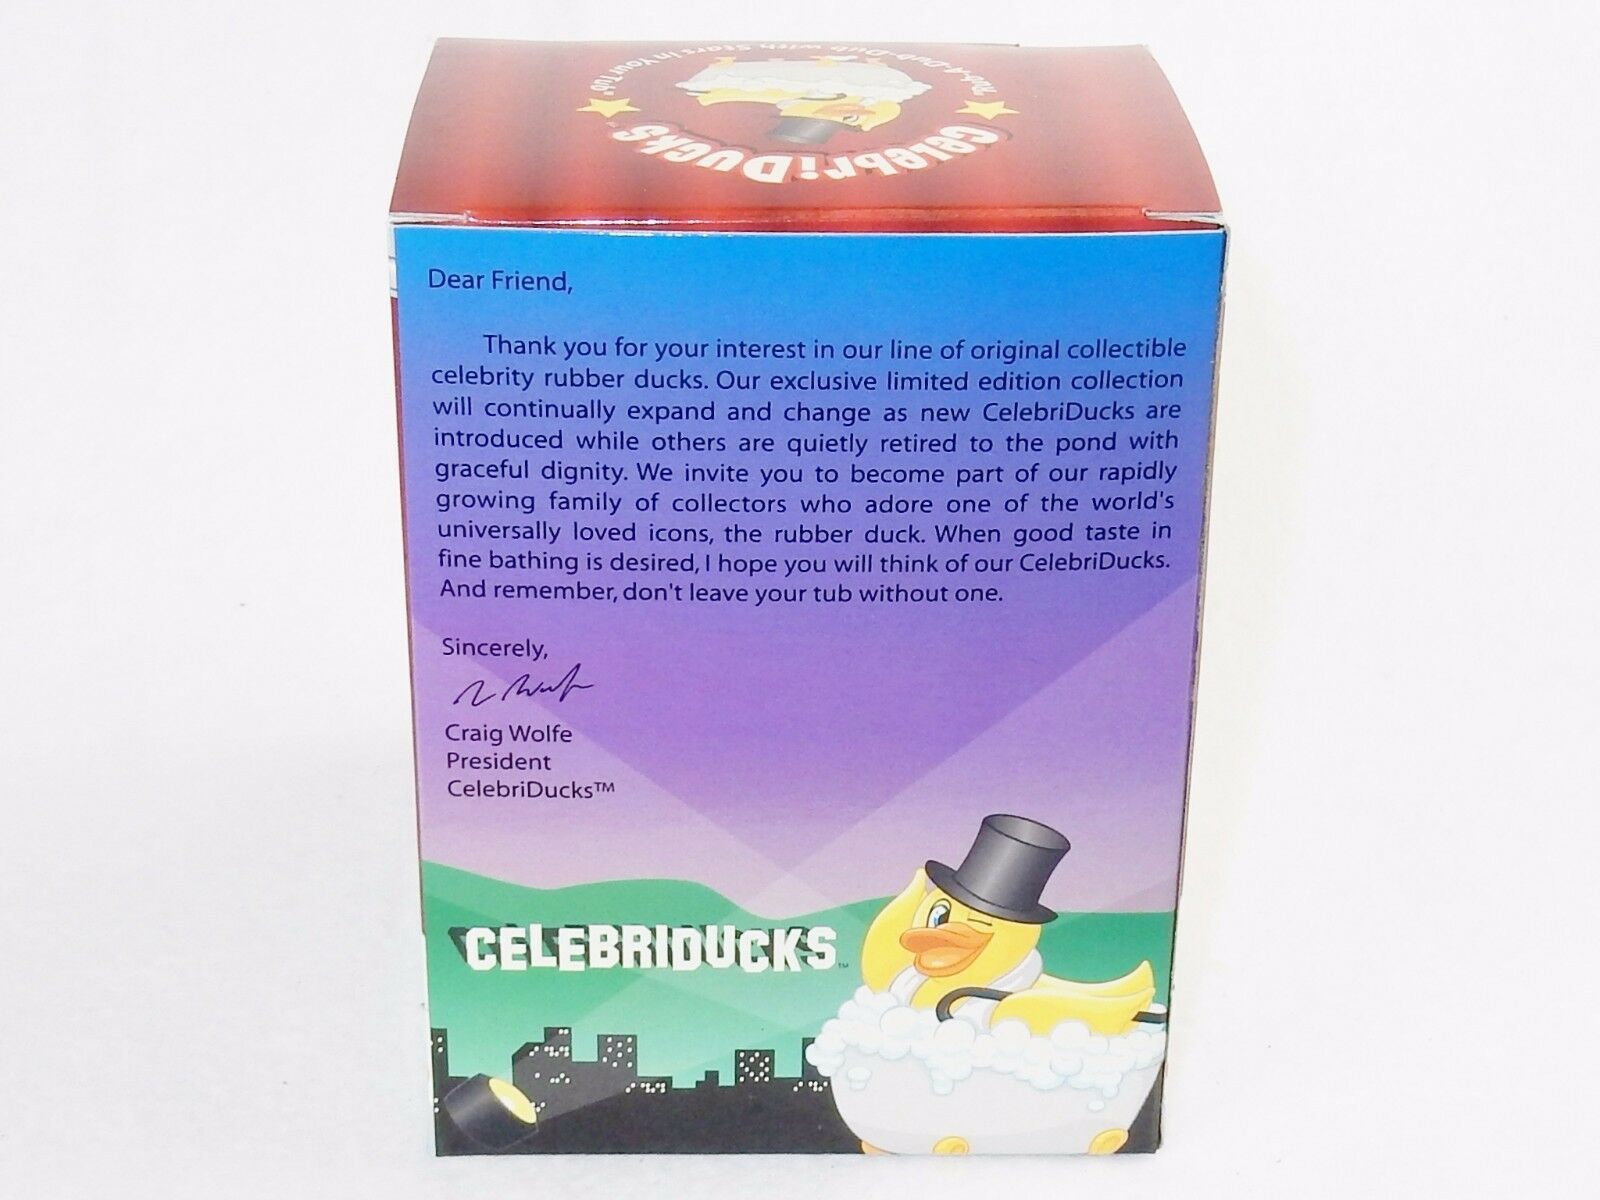 "Rub-A-Dub-Dub with Stars In Your Tub"
CelebriDucks™
Dear Friend,
Thank you for your interest in our line of original collectible
celebrity rubber ducks. Our exclusive limited edition collection
will continually expand and change as new CelebriDucks are
introduced while others are quietly retired to the pond with
graceful dignity. We invite you to become part of our rapidly
growing family of collectors who adore one of the world's
universally loved icons, the rubber duck. When good taste in
fine bathing is desired, I hope you will think of our CelebriDucks.
And remember, don't leave your tub without one.
Sincerely,
Craig Wolfe
President
CelebriDucks™
CELEBRIDUCKS™